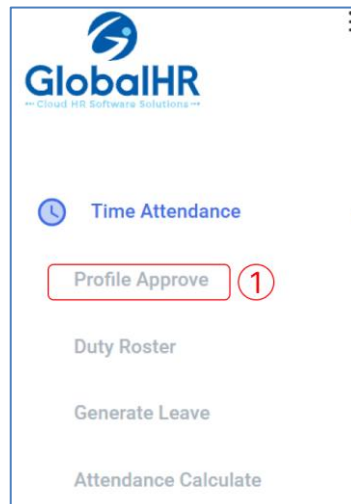 GlobalHR
Cloud HR Software Solutions
Time Attendance
Profile Approve 1
Duty Roster
Generate Leave
Attendance Calculate